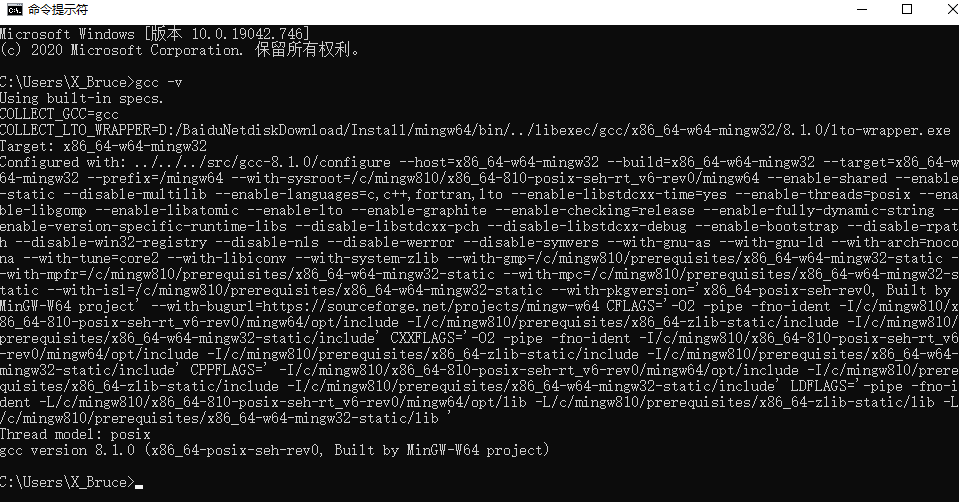 命令提示符
Microsoft Windows [版本 10.0.19042.746]
(c) 2020 Microsoft Corporation. 保留所有权利。
C:\Users\X_Bruce>gcc -v
Using built-in specs.
COLLECT_GCC=gcc
COLLECT_LTO_WRAPPER=D:/BaiduNetdiskDownload/Install/mingw64/bin/../libexec/gcc/x86_64-w64-mingw32/8.1.0/lto-wrapper.exe
Target: x86_64-w64-mingw32
Configured with: ../../../src/gcc-8.1.0/configure --host=x86_64-w64-mingw32 --build=x86_64-w64-mingw32 --target=x86_64-w
64-mingw32 --prefix=/mingw64 --with-sysroot=/c/mingw810/x86_64-810-posix-seh-rt_v6-rev0/mingw64 --enable-shared --enable
-static --disable-multilib --enable-languages=c,c++,fortran,lto --enable-libstdcxx-time=yes --enable-threads=posix --ena
ble-libgomp --enable-libatomic --enable-lto --enable-graphite --enable-checking=release --enable-fully-dynamic-string --
enable-version-specific-runtime-libs --disable-libstdcxx-pch --disable-libstdcxx-debug --enable-bootstrap --disable-rpat
h --disable-win32-registry --disable-nls --disable-werror --disable-symvers --with-gnu-as --with-gnu-ld --with-arch=noco
na --with-tune=core2 --with-libiconv --with-system-zlib --with-gmp=/c/mingw810/prerequisites/x86_64-w64-mingw32-static -
-with-mpfr=/c/mingw810/prerequisites/x86_64-w64-mingw32-static --with-mpc=/c/mingw810/prerequisites/x86_64-w64-mingw32-s
tatic --with-isl=/c/mingw810/prerequisites/x86_64-w64-mingw32-static --with-pkgversion='x86_64-posix-seh-rev0, Built by
MinGW-W64 project' --with-bugurl=https://sourceforge.net/projects/mingw-w64 CFLAGS='-O2 -pipe -fno-ident -I/c/mingw810/x
86_64-810-posix-seh-rt_v6-rev0/mingw64/opt/include -I/c/mingw810/prerequisites/x86_64-zlib-static/include -I/c/mingw810/
prerequisites/x86_64-w64-mingw32-static/include' CXXFLAGS='-O2 -pipe -fno-ident -I/c/mingw810/x86_64-810-posix-seh-rt_v6
-rev0/mingw64/opt/include -I/c/mingw810/prerequisites/x86_64-zlib-static/include -I/c/mingw810/prerequisites/x86_64-w64-
mingw32-static/include' CPPFLAGS=' -I/c/mingw810/x86_64-810-posix-seh-rt_v6-rev0/mingw64/opt/include -I/c/mingw810/prere
quisites/x86_64-zlib-static/include -I/c/mingw810/prerequisites/x86_64-w64-mingw32-static/include' LDFLAGS='-pipe -fno-i
dent -L/c/mingw810/x86_64-810-posix-seh-rt_v6-rev0/mingw64/opt/lib -L/c/mingw810/prerequisites/x86_64-zlib-static/lib -L
/c/mingw810/prerequisites/x86_64-w64-mingw32-static/lib '
Thread model: posix
gcc version 8.1.0 (x86_64-posix-seh-rev0, Built by MinGW-W64 project)
C:\Users\X_Bruce>